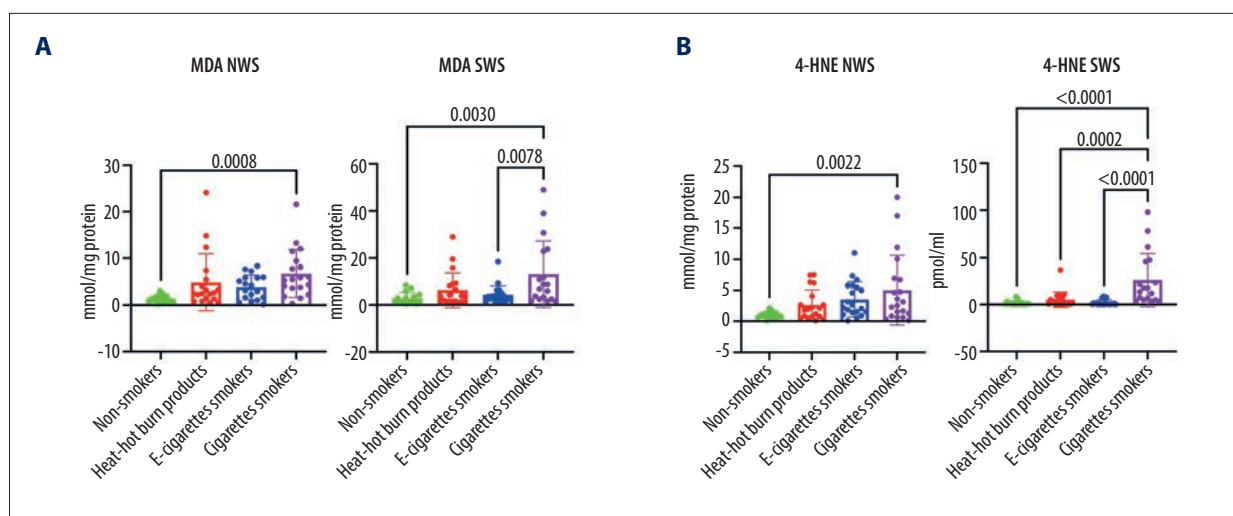 A
MDA NWS
mmol/mg protein
30
20
10
0
-10
0.0008
Non-smokers
Heat-hot burn products
E-cigarettes smokers
Cigarettes smokers
MDA SWS
mmol/mg protein
60
40
20
0
-20
0.0030
0.0078
Non-smokers
Heat-hot burn products
E-cigarettes smokers
Cigarettes smokers
B
4-HNE NWS
mmol/mg protein
25
20
15
10
5
0
-5
0.0022
Non-smokers
Heat-hot burn products
E-cigarettes smokers
Cigarettes smokers
4-HNE SWS
pmol/ml
150
100
50
0
-50
<0.0001
0.0002
<0.0001
Non-smokers
Heat-hot burn products
E-cigarettes smokers
Cigarettes smokers